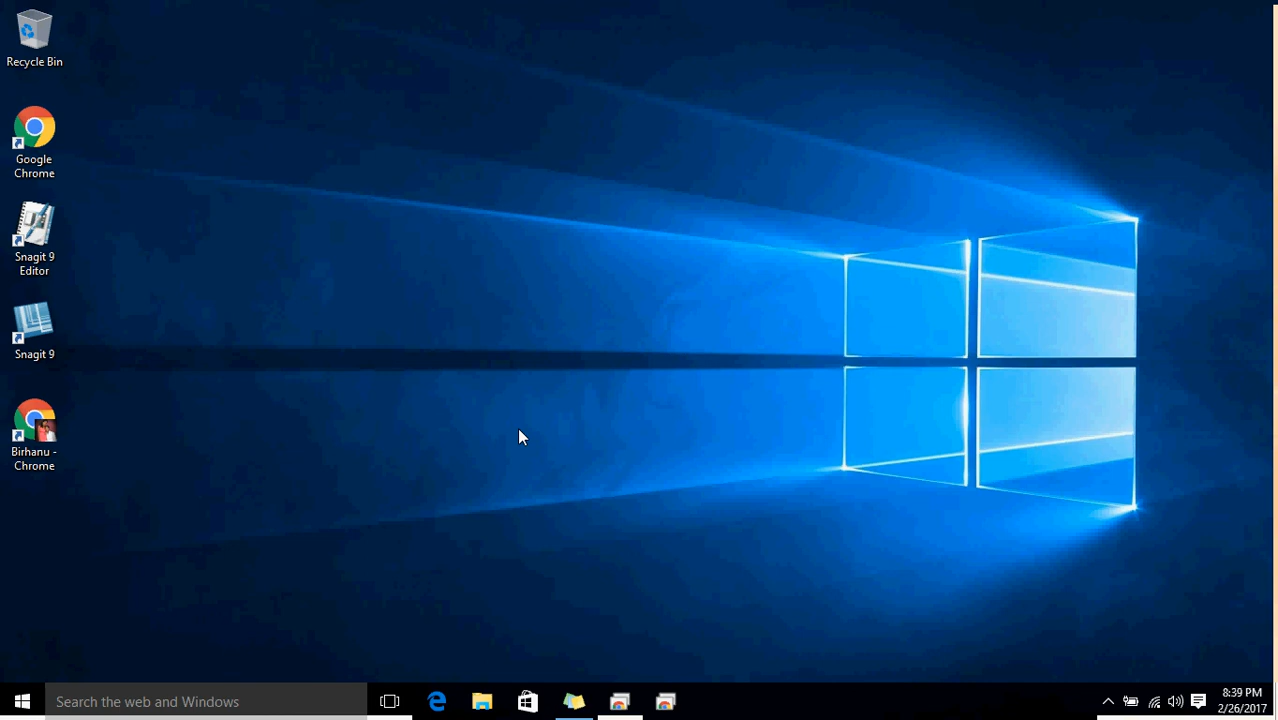 Recycle Bin
Google
Chrome
Snagit 9
Editor
Snagit 9
Birhanu -
Chrome
Search the web and Windows
8:39 PM
2/26/2017